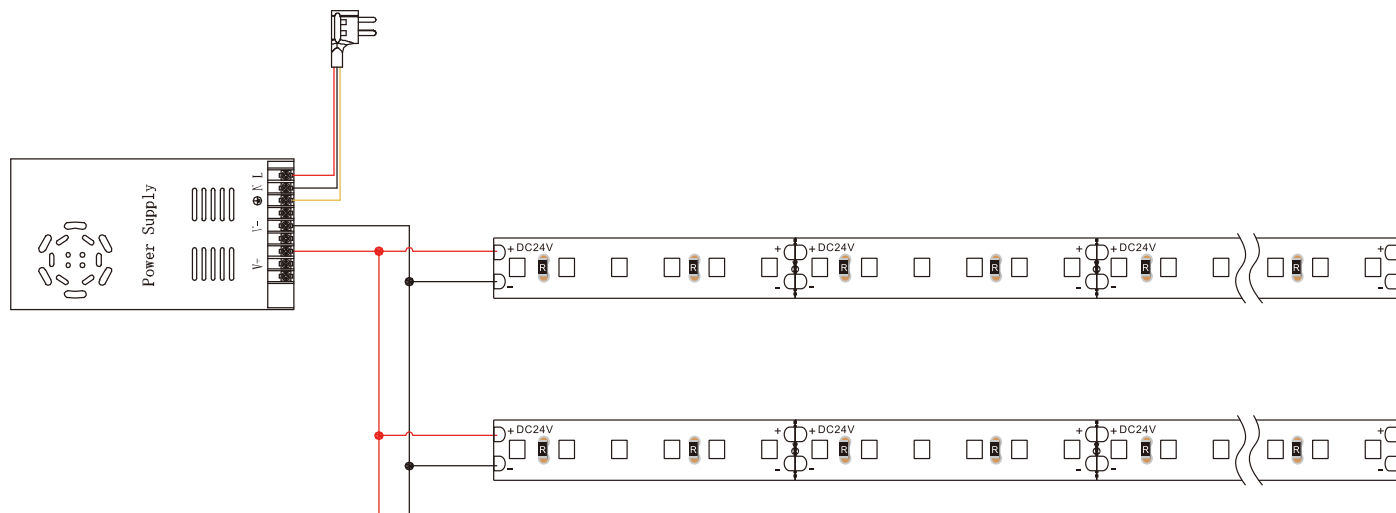 Power Supply
L
N
V-
V-
+ DC24V + + DC24V + + DC24V +
R R R R R R
- - - - - -
+ DC24V + + DC24V + + DC24V +
R R R R R R
- - - - - -